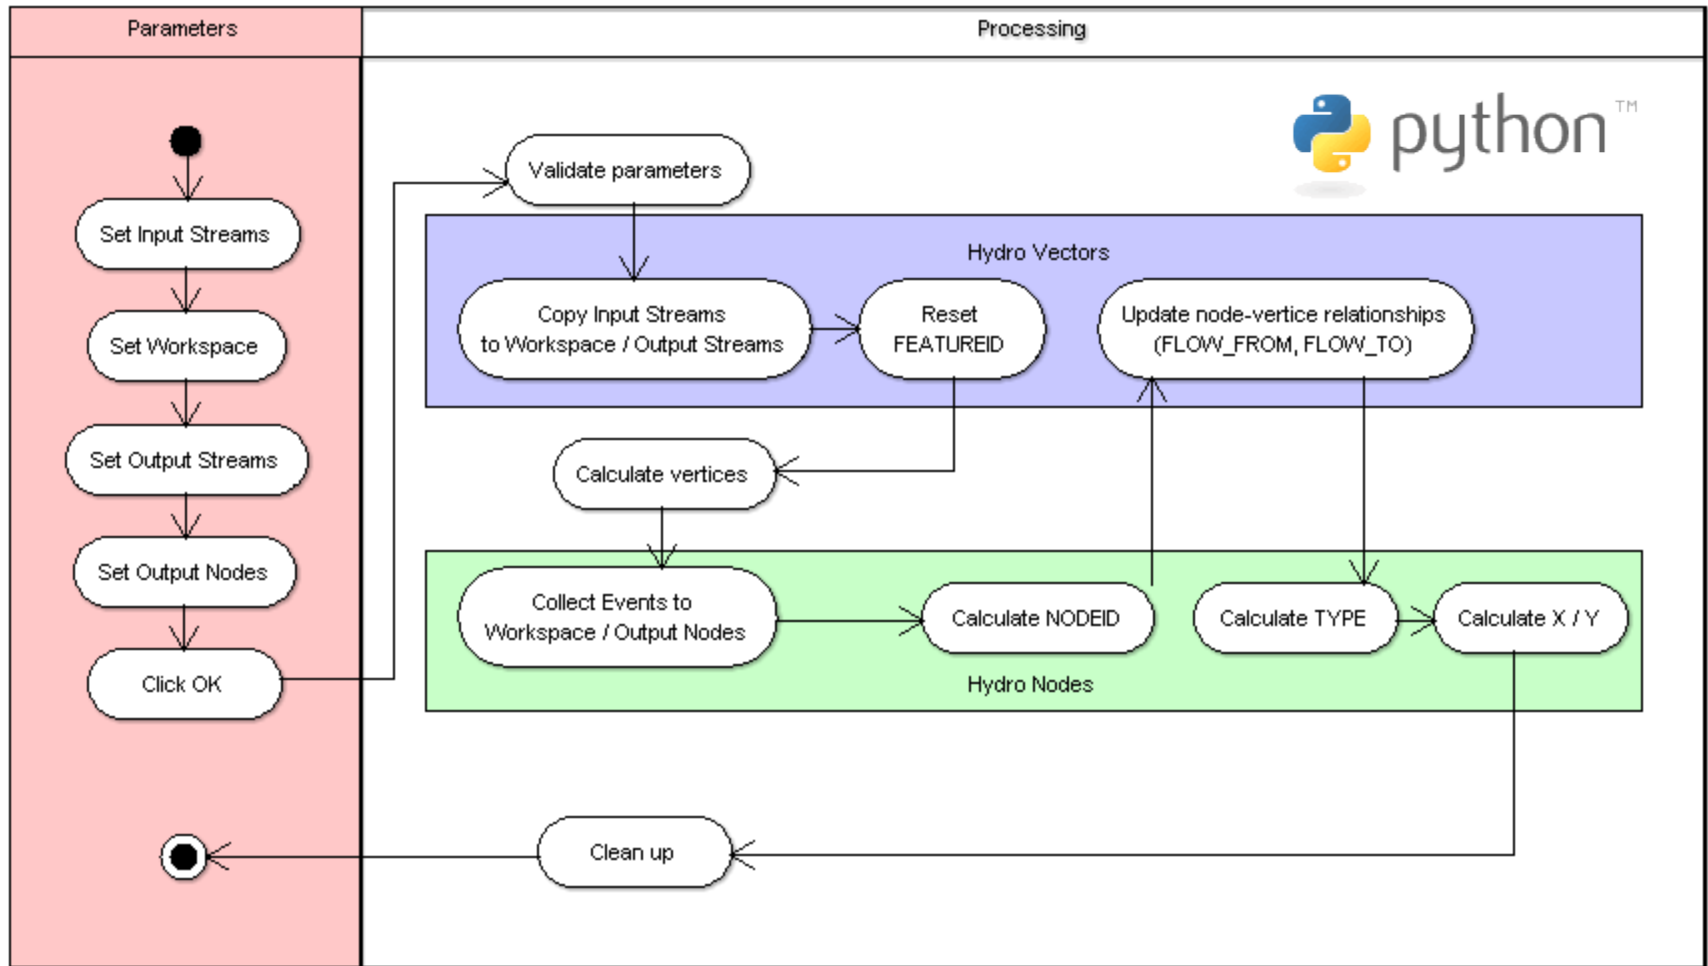 Parameters
Processing
python™
Set Input Streams
Set Workspace
Set Output Streams
Set Output Nodes
Click OK
Validate parameters
Hydro Vectors
Copy Input Streams
to Workspace / Output Streams
Reset
FEATUREID
Update node-vertice relationships
(FLOW_FROM, FLOW_TO)
Calculate vertices
Collect Events to
Workspace / Output Nodes
Calculate NODEID
Calculate TYPE
Calculate X / Y
Hydro Nodes
Clean up